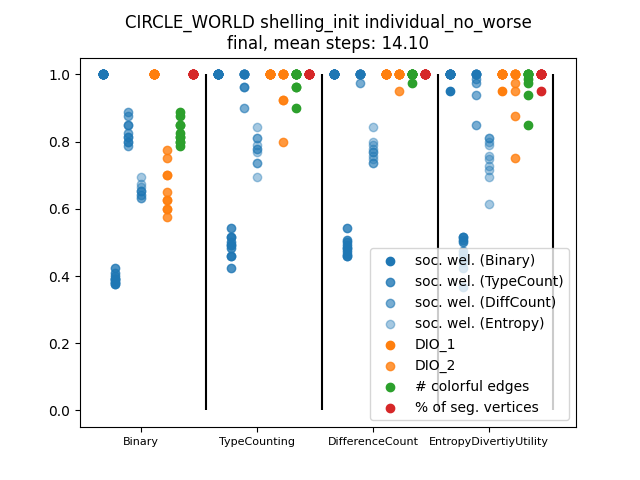 CIRCLE_WORLD shelling_init individual_no_worse
final, mean steps: 14.10
1.0
0.8
0.6
0.4
0.2
0.0
soc. wel. (Binary)
soc. wel. (TypeCount)
soc. wel. (DiffCount)
soc. wel. (Entropy)
DIO_1
DIO_2
# colorful edges
% of seg. vertices
Binary
TypeCounting
DifferenceCount
EntropyDivertiyUtility